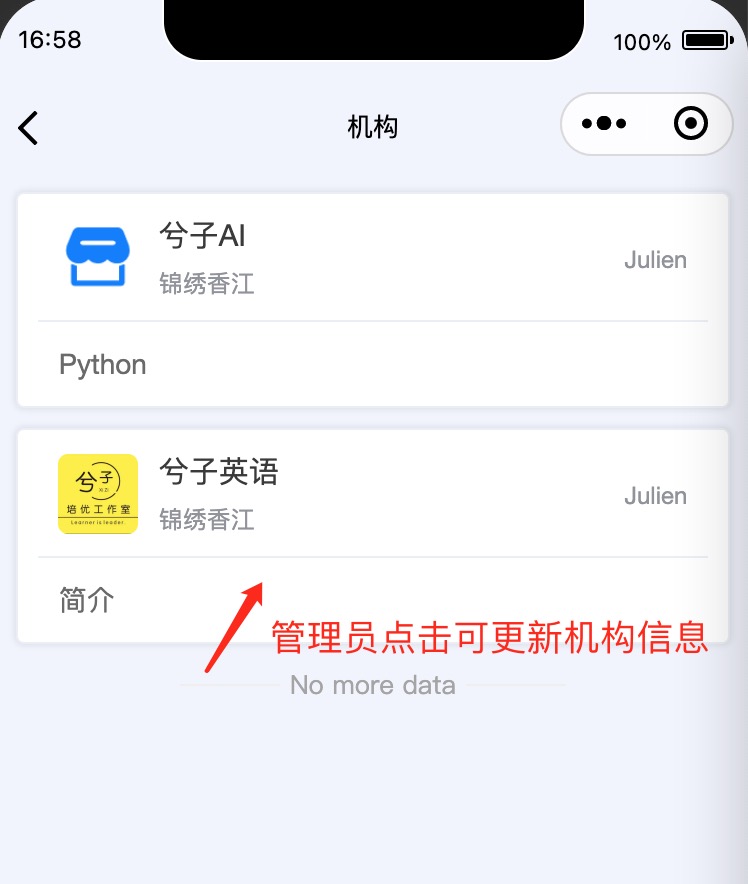 16:58
100%
机构
兮子AI
锦绣香江
Julien
Python
兮子
XIZI
培优工作室
Learner is leader
兮子英语
锦绣香江
Julien
简介
管理员点击可更新机构信息
No more data